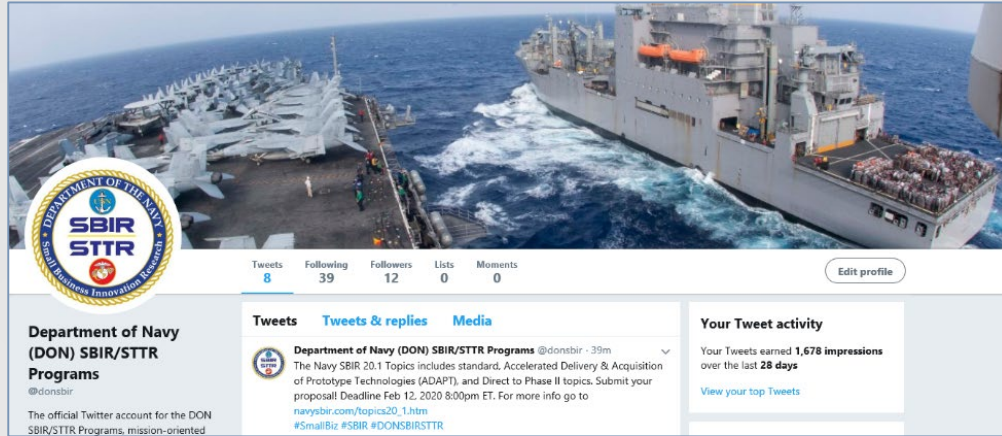 DEPARTMENT OF THE NAVY
SBIR
STTR
Small Business Innovation Research
Tweets Following Followers Lists Moments
8 39 12 0 0
Edit profile
Department of Navy
(DON) SBIR/STTR
Programs
@donsbir
The official Twitter account for the DON
SBIR/STTR Programs, mission-oriented
Tweets Tweets & replies Media
SBIR
STTR
Department of Navy (DON) SBIR/STTR Programs @donsbir · 39m
The Navy SBIR 20.1 Topics includes standard, Accelerated Delivery & Acquisition
of Prototype Technologies (ADAPT), and Direct to Phase II topics. Submit your
proposal! Deadline Feb 12, 2020 8:00pm ET. For more info go to
navysbir.com/topics20_1.htm
#SmallBiz #SBIR #DONSBIRSTTR
Your Tweet activity
Your Tweets earned 1,678 impressions
over the last 28 days
View your top Tweets